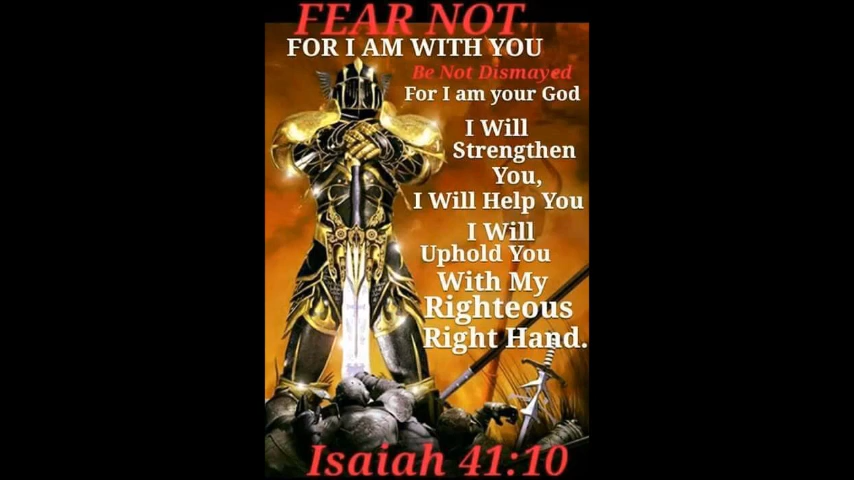 FEAR NOT.
FOR I AM WITH YOU
Be Not Dismayed
For I am your God
I Will
Strengthen
You,
I Will Help You
I Will
Uphold You
With My
Righteous
Right Hand.
Isaiah 41:10